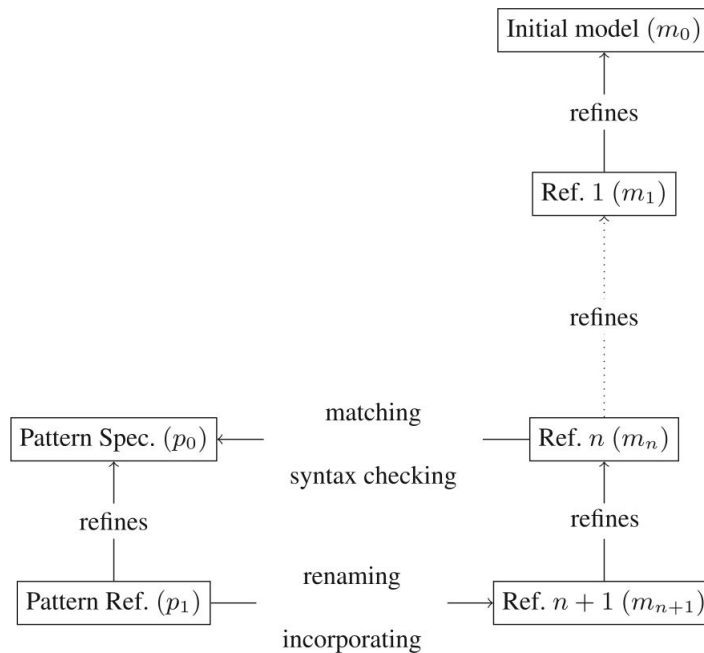 Initial model (m₀)
refines
Ref. 1 (m₁)
refines
matching
Pattern Spec. (p₀)
Ref. n (mₙ)
syntax checking
refines
refines
renaming
Pattern Ref. (p₁)
Ref. n + 1 (mₙ₊₁)
incorporating